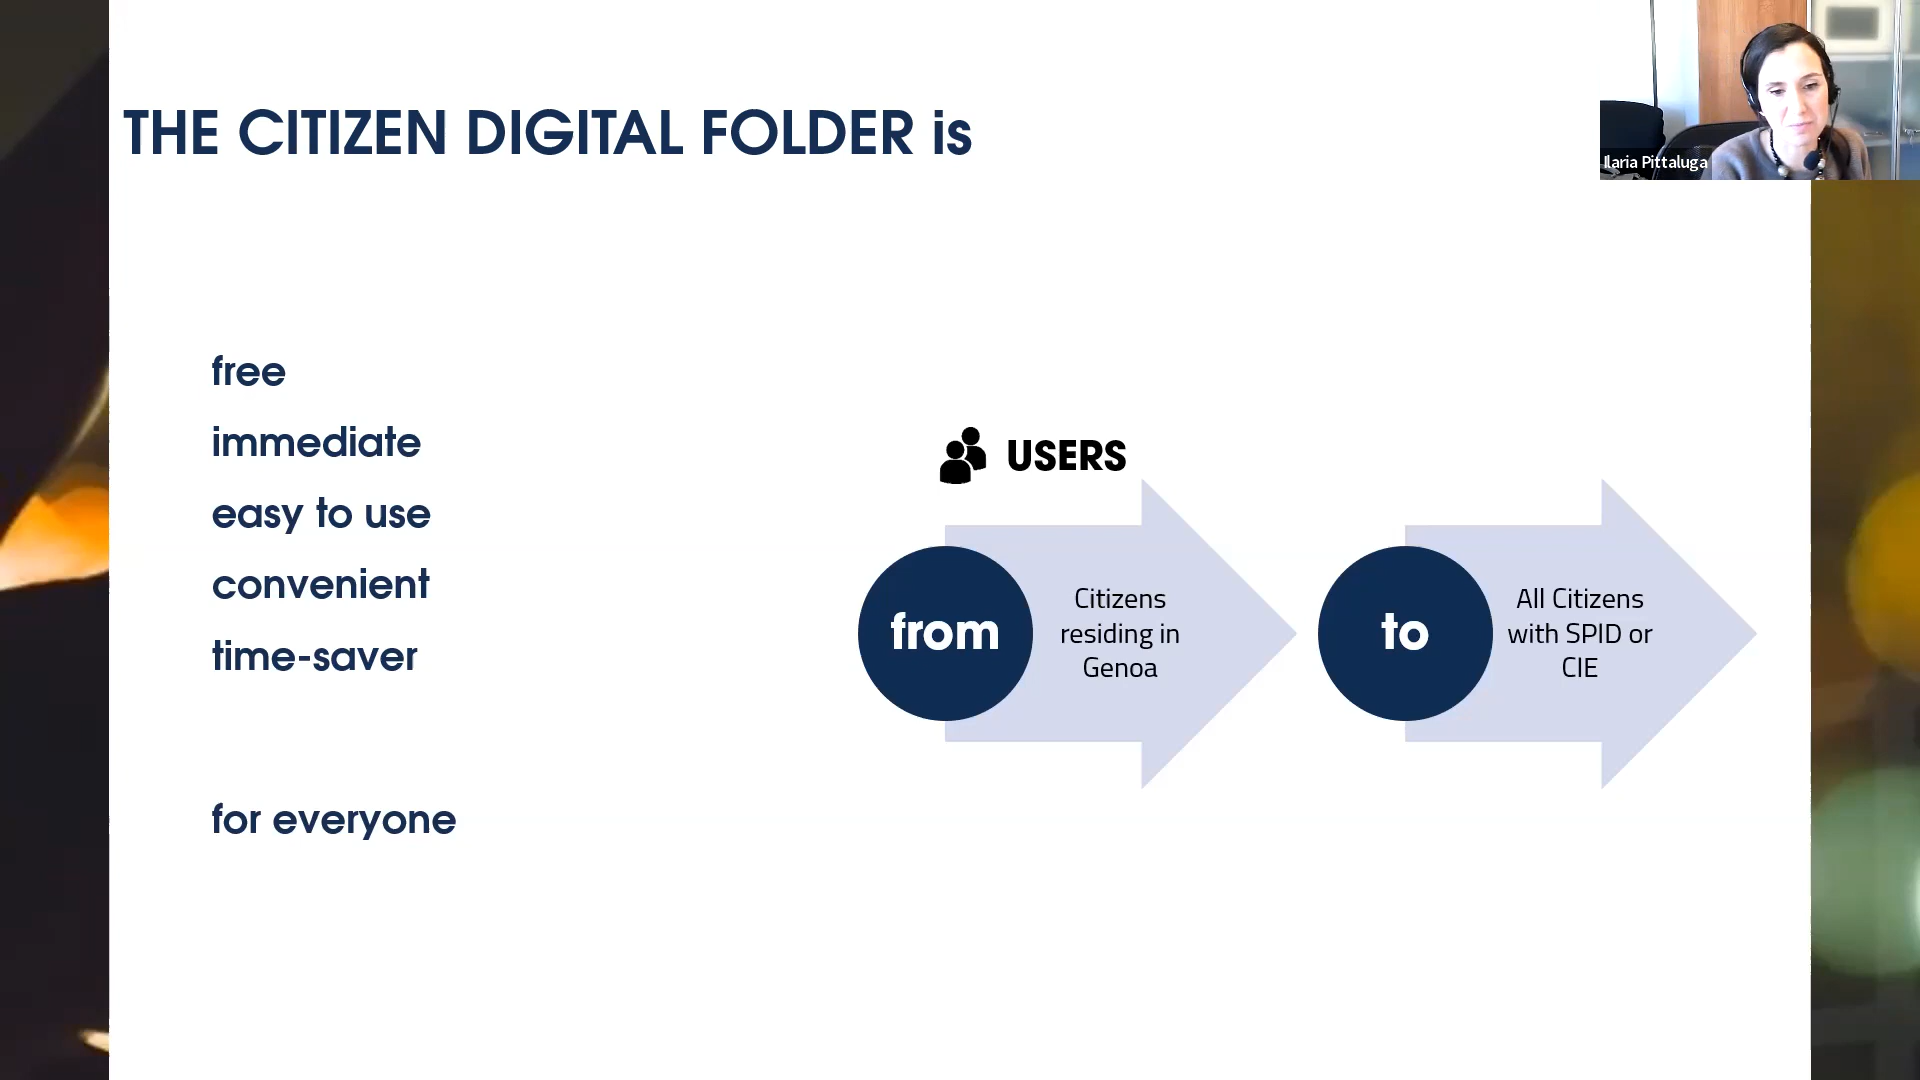 THE CITIZEN DIGITAL FOLDER is
Ilaria Pittaluga
free
immediate
easy to use
convenient
time-saver
for everyone
USERS
from
Citizens
residing in
Genoa
to
All Citizens
with SPID or
CIE